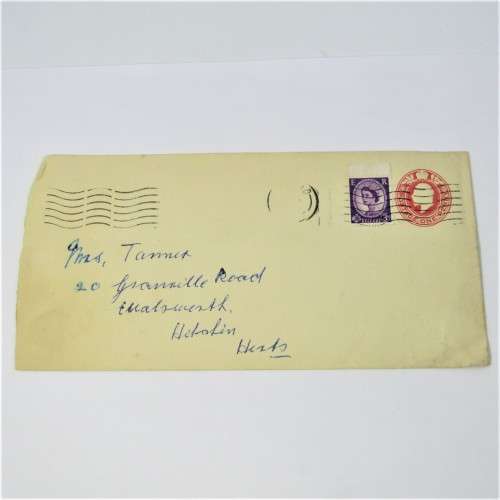 Mrs, Tanner
20 Granville Road
Walsworth.
Hitchin
Herts